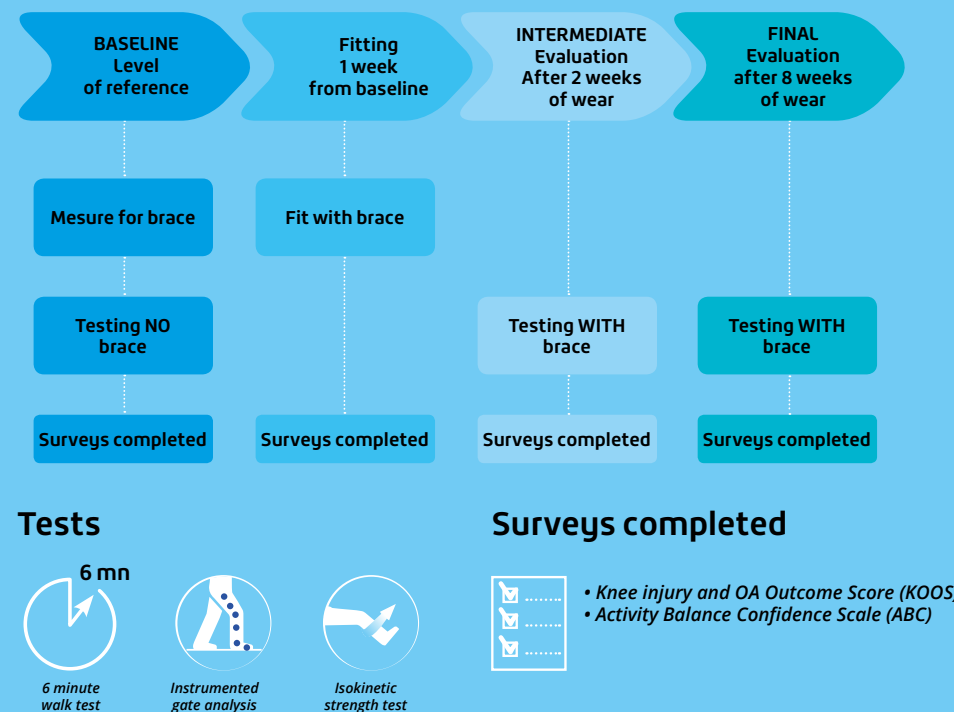 BASELINE
Level
of reference
Fitting
1 week
from baseline
INTERMEDIATE
Evaluation
After 2 weeks
of wear
FINAL
Evaluation
after 8 weeks
of wear
Mesure for brace
Fit with brace
Testing NO
brace
Testing WITH
brace
Testing WITH
brace
Surveys completed
Surveys completed
Surveys completed
Surveys completed
Tests
6 mn
6 minute
walk test
Instrumented
gate analysis
Isokinetic
strength test
Surveys completed
• Knee injury and OA Outcome Score (KOOS)
• Activity Balance Confidence Scale (ABC)